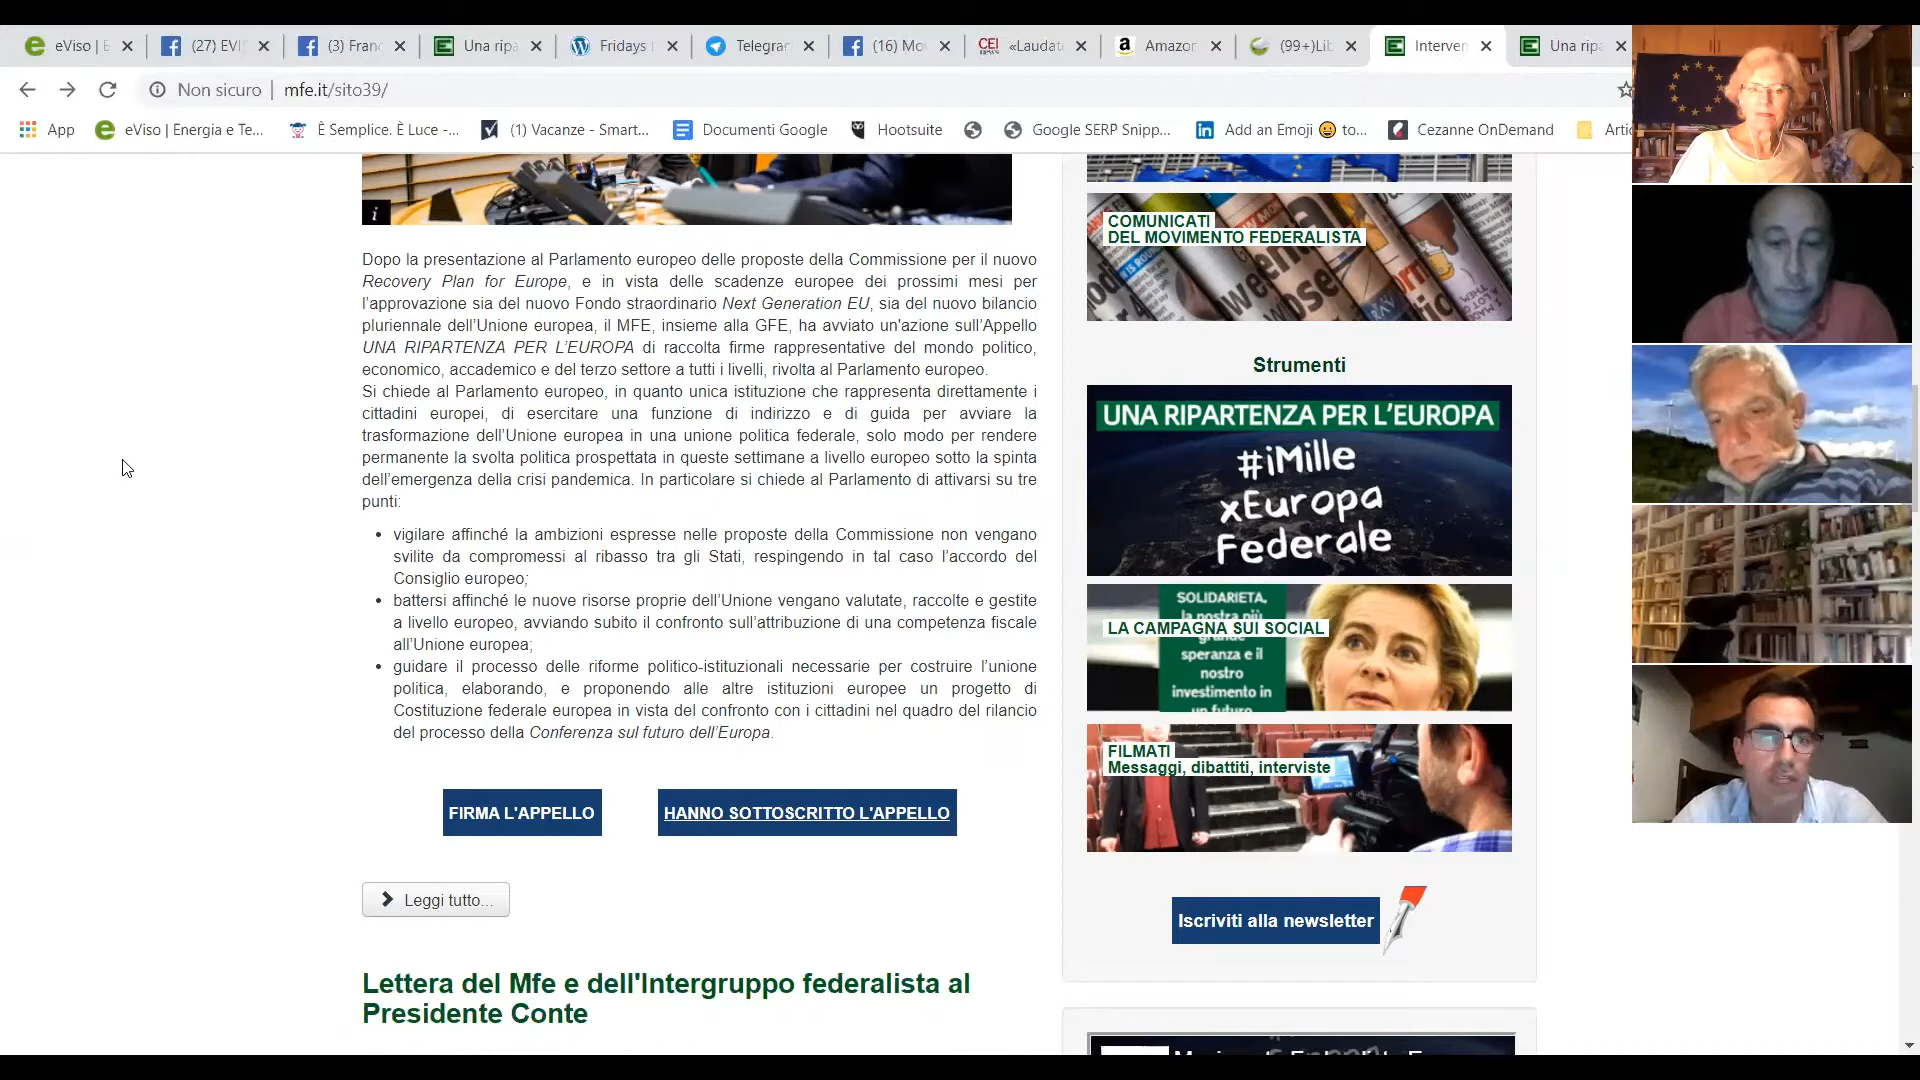 eViso | E
(27) EVI
(3) Fran
Una ripa
Fridays
Telegrar
(16) Mo
CEI NEWS «Laudat
Amazon
(99+)Lib
Interven
Una ripa
Non sicuro | mfe.it/sito39/
App
eViso | Energia e Te...
È Semplice. È Luce -...
(1) Vacanze - Smart...
Documenti Google
Hootsuite
Google SERP Snipp...
Add an Emoji 😀 to...
Cezanne OnDemand
Artic
Dopo la presentazione al Parlamento europeo delle proposte della Commissione per il nuovo
Recovery Plan for Europe, e in vista delle scadenze europee dei prossimi mesi per
l'approvazione sia del nuovo Fondo straordinario Next Generation EU, sia del nuovo bilancio
pluriennale dell'Unione europea, il MFE, insieme alla GFE, ha avviato un'azione sull'Appello
UNA RIPARTENZA PER L'EUROPA di raccolta firme rappresentative del mondo politico,
economico, accademico e del terzo settore a tutti i livelli, rivolta al Parlamento europeo.
Si chiede al Parlamento europeo, in quanto unica istituzione che rappresenta direttamente i
cittadini europei, di esercitare una funzione di indirizzo e di guida per avviare la
trasformazione dell'Unione europea in una unione politica federale, solo modo per rendere
permanente la svolta politica prospettata in queste settimane a livello europeo sotto la spinta
dell'emergenza della crisi pandemica. In particolare si chiede al Parlamento di attivarsi su tre
punti:
• vigilare affinché la ambizioni espresse nelle proposte della Commissione non vengano
svilite da compromessi al ribasso tra gli Stati, respingendo in tal caso l'accordo del
Consiglio europeo;
• battersi affinché le nuove risorse proprie dell'Unione vengano valutate, raccolte e gestite
a livello europeo, avviando subito il confronto sull'attribuzione di una competenza fiscale
all'Unione europea;
• guidare il processo delle riforme politico-istituzionali necessarie per costruire l'unione
politica, elaborando, e proponendo alle altre istituzioni europee un progetto di
Costituzione federale europea in vista del confronto con i cittadini nel quadro del rilancio
del processo della Conferenza sul futuro dell'Europa.
FIRMA L'APPELLO
HANNO SOTTOSCRITTO L'APPELLO
Leggi tutto...
Lettera del Mfe e dell'Intergruppo federalista al
Presidente Conte
COMUNICATI
DEL MOVIMENTO FEDERALISTA
Strumenti
UNA RIPARTENZA PER L'EUROPA
#iMille
xEuropa
Federale
SOLIDARIETA,
la nostra più
LA CAMPAGNA SUI SOCIAL
grande
speranza e il
nostro
investimento in
un futuro
FILMATI
Messaggi, dibattiti, interviste
Iscriviti alla newsletter